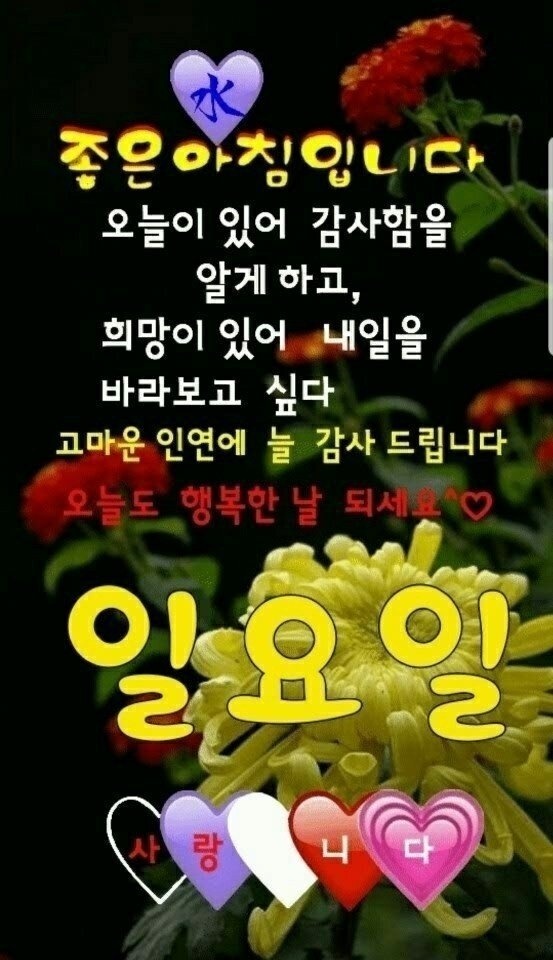 水
좋은아침입니다
오늘이 있어 감사함을
알게 하고,
희망이 있어 내일을
바라보고 싶다
고마운 인연에 늘 감사 드립니다
오늘도 행복한 날 되세요^♡
일요일
사랑 니다